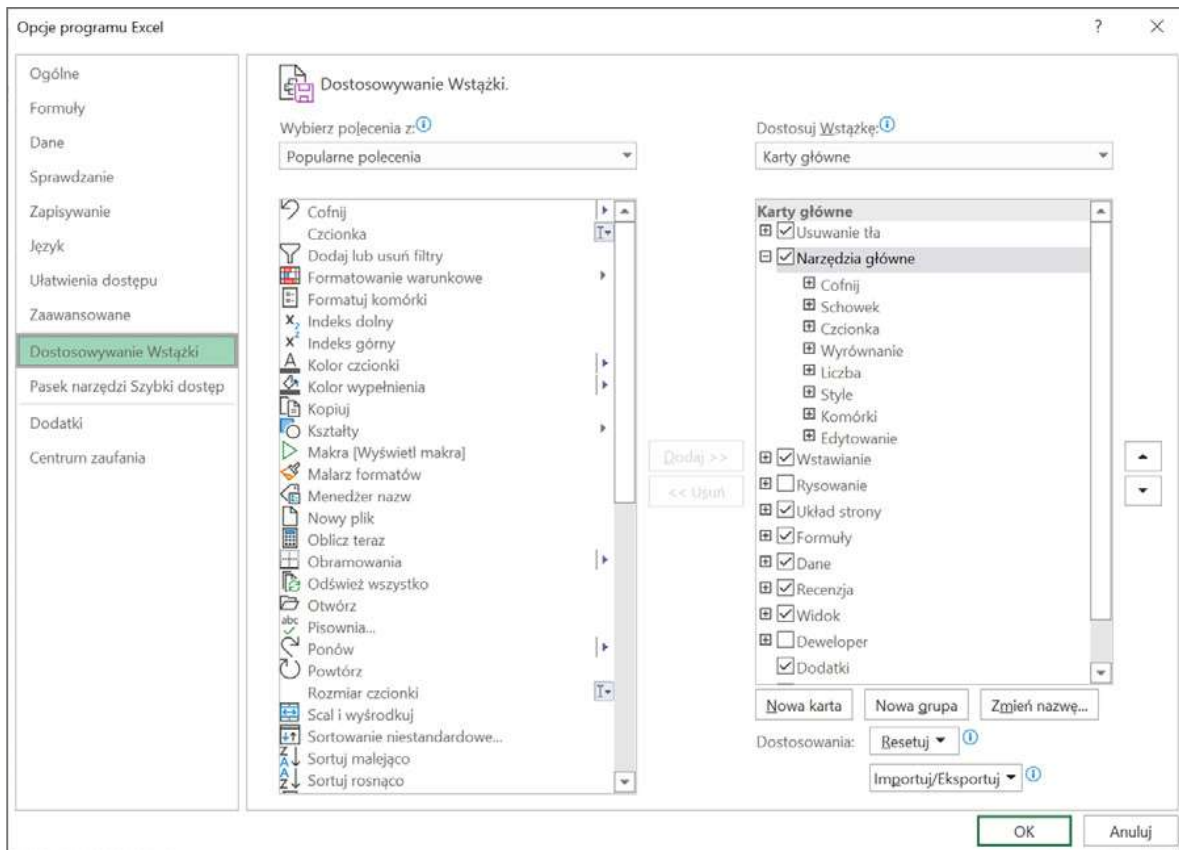 Opcje programu Excel
?
Ogólne
Formuły
Dane
Sprawdzanie
Zapisywanie
Język
Ułatwienia dostępu
Zaawansowane
Dostosowywanie Wstążki
Pasek narzędzi Szybki dostęp
Dodatki
Centrum zaufania
Dostosowywanie Wstążki.
Wybierz polecenia z:
Popularne polecenia
Cofnij
Czcionka
Dodaj lub usuń filtry
Formatowanie warunkowe
Formatuj komórki
Indeks dolny
Indeks górny
Kolor czcionki
Kolor wypełnienia
Kopiuj
Kształty
Makra [Wyświetl makra]
Malarz formatów
Menedżer nazw
Nowy plik
Oblicz teraz
Obramowania
Odśwież wszystko
Otwórz
Pisownia...
Ponów
Powtórz
Rozmiar czcionki
Scal i wyśrodkuj
Sortowanie niestandardowe...
Sortuj malejąco
Sortuj rosnąco
Dodaj >>
<< Usuń
Dostosuj Wstążkę:
Karty główne
Karty główne
Usuwanie tła
Narzędzia główne
Cofnij
Schowek
Czcionka
Wyrównanie
Liczba
Style
Komórki
Edytowanie
Wstawianie
Rysowanie
Układ strony
Formuły
Dane
Recenzja
Widok
Deweloper
Dodatki
Nowa karta Nowa grupa Zmień nazwę...
Dostosowania: Resetuj
Importuj/Eksportuj
OK Anuluj